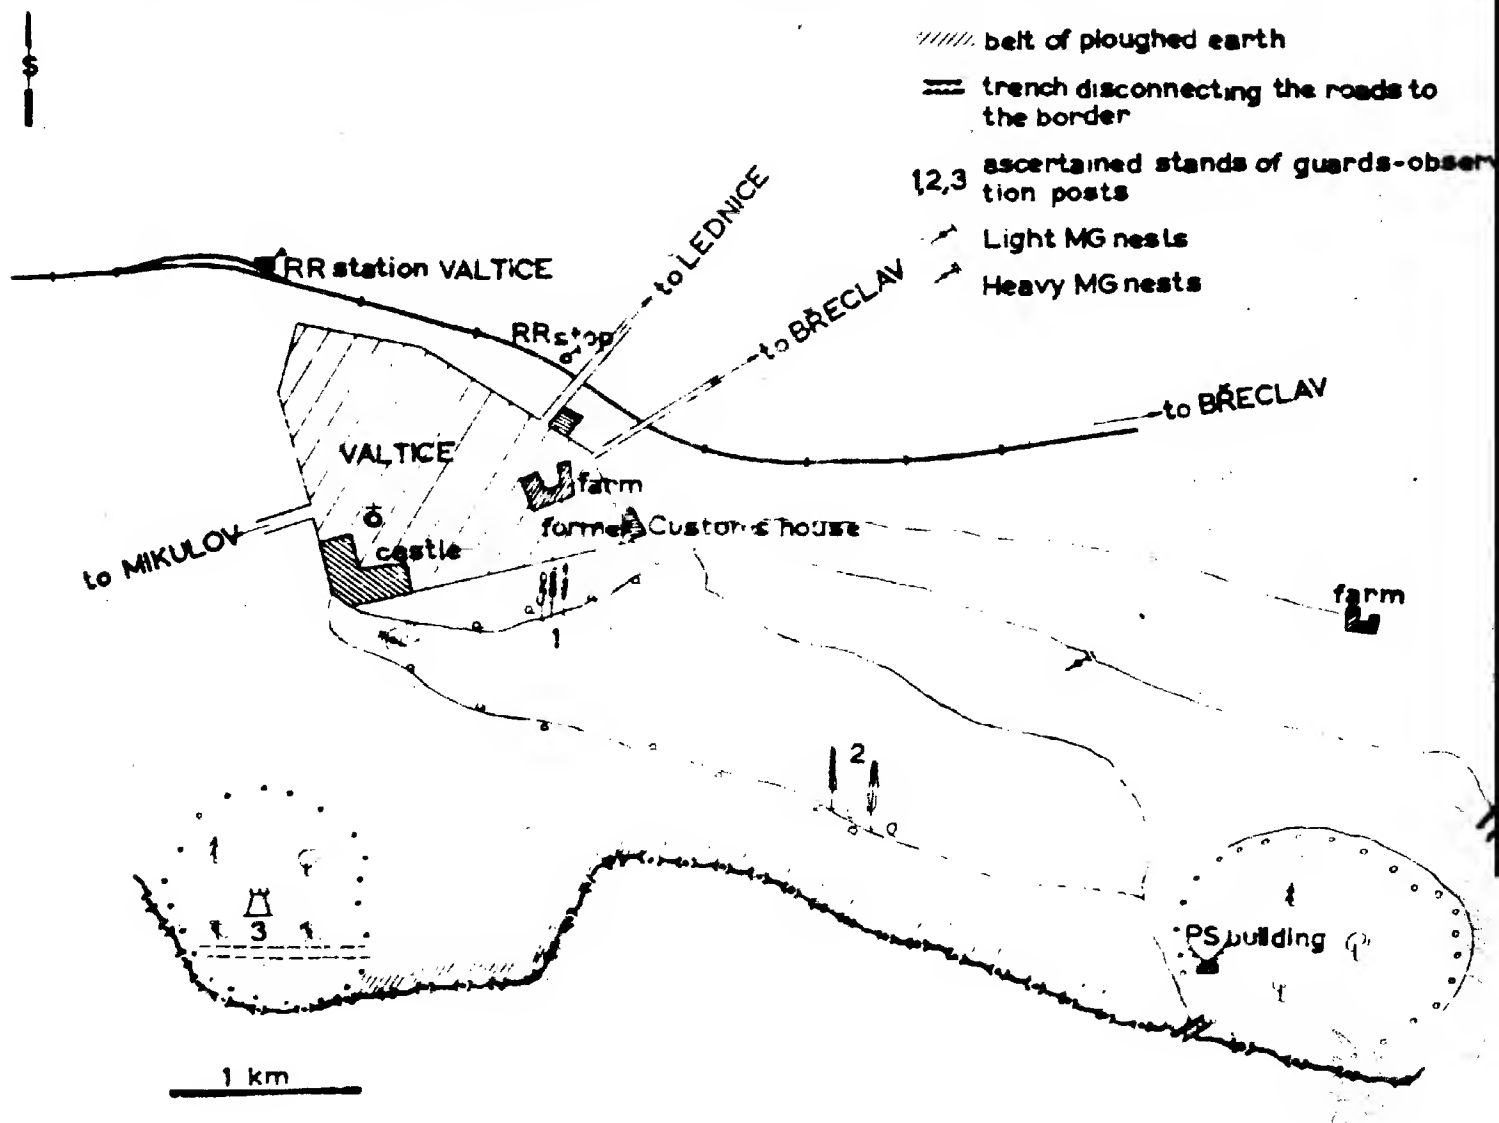 S
belt of ploughed earth
trench disconnecting the roads to
the border
1,2,3 ascertained stands of guards-observ
tion posts
Light MG nests
Heavy MG nests
to LEDNICE
RR station VALTICE
to BŘECLAV
RR stop
to BŘECLAV
VALTICE
farm
former Customs house
to MIKULOV
castle
farm
1
2
3
PS building
1 km